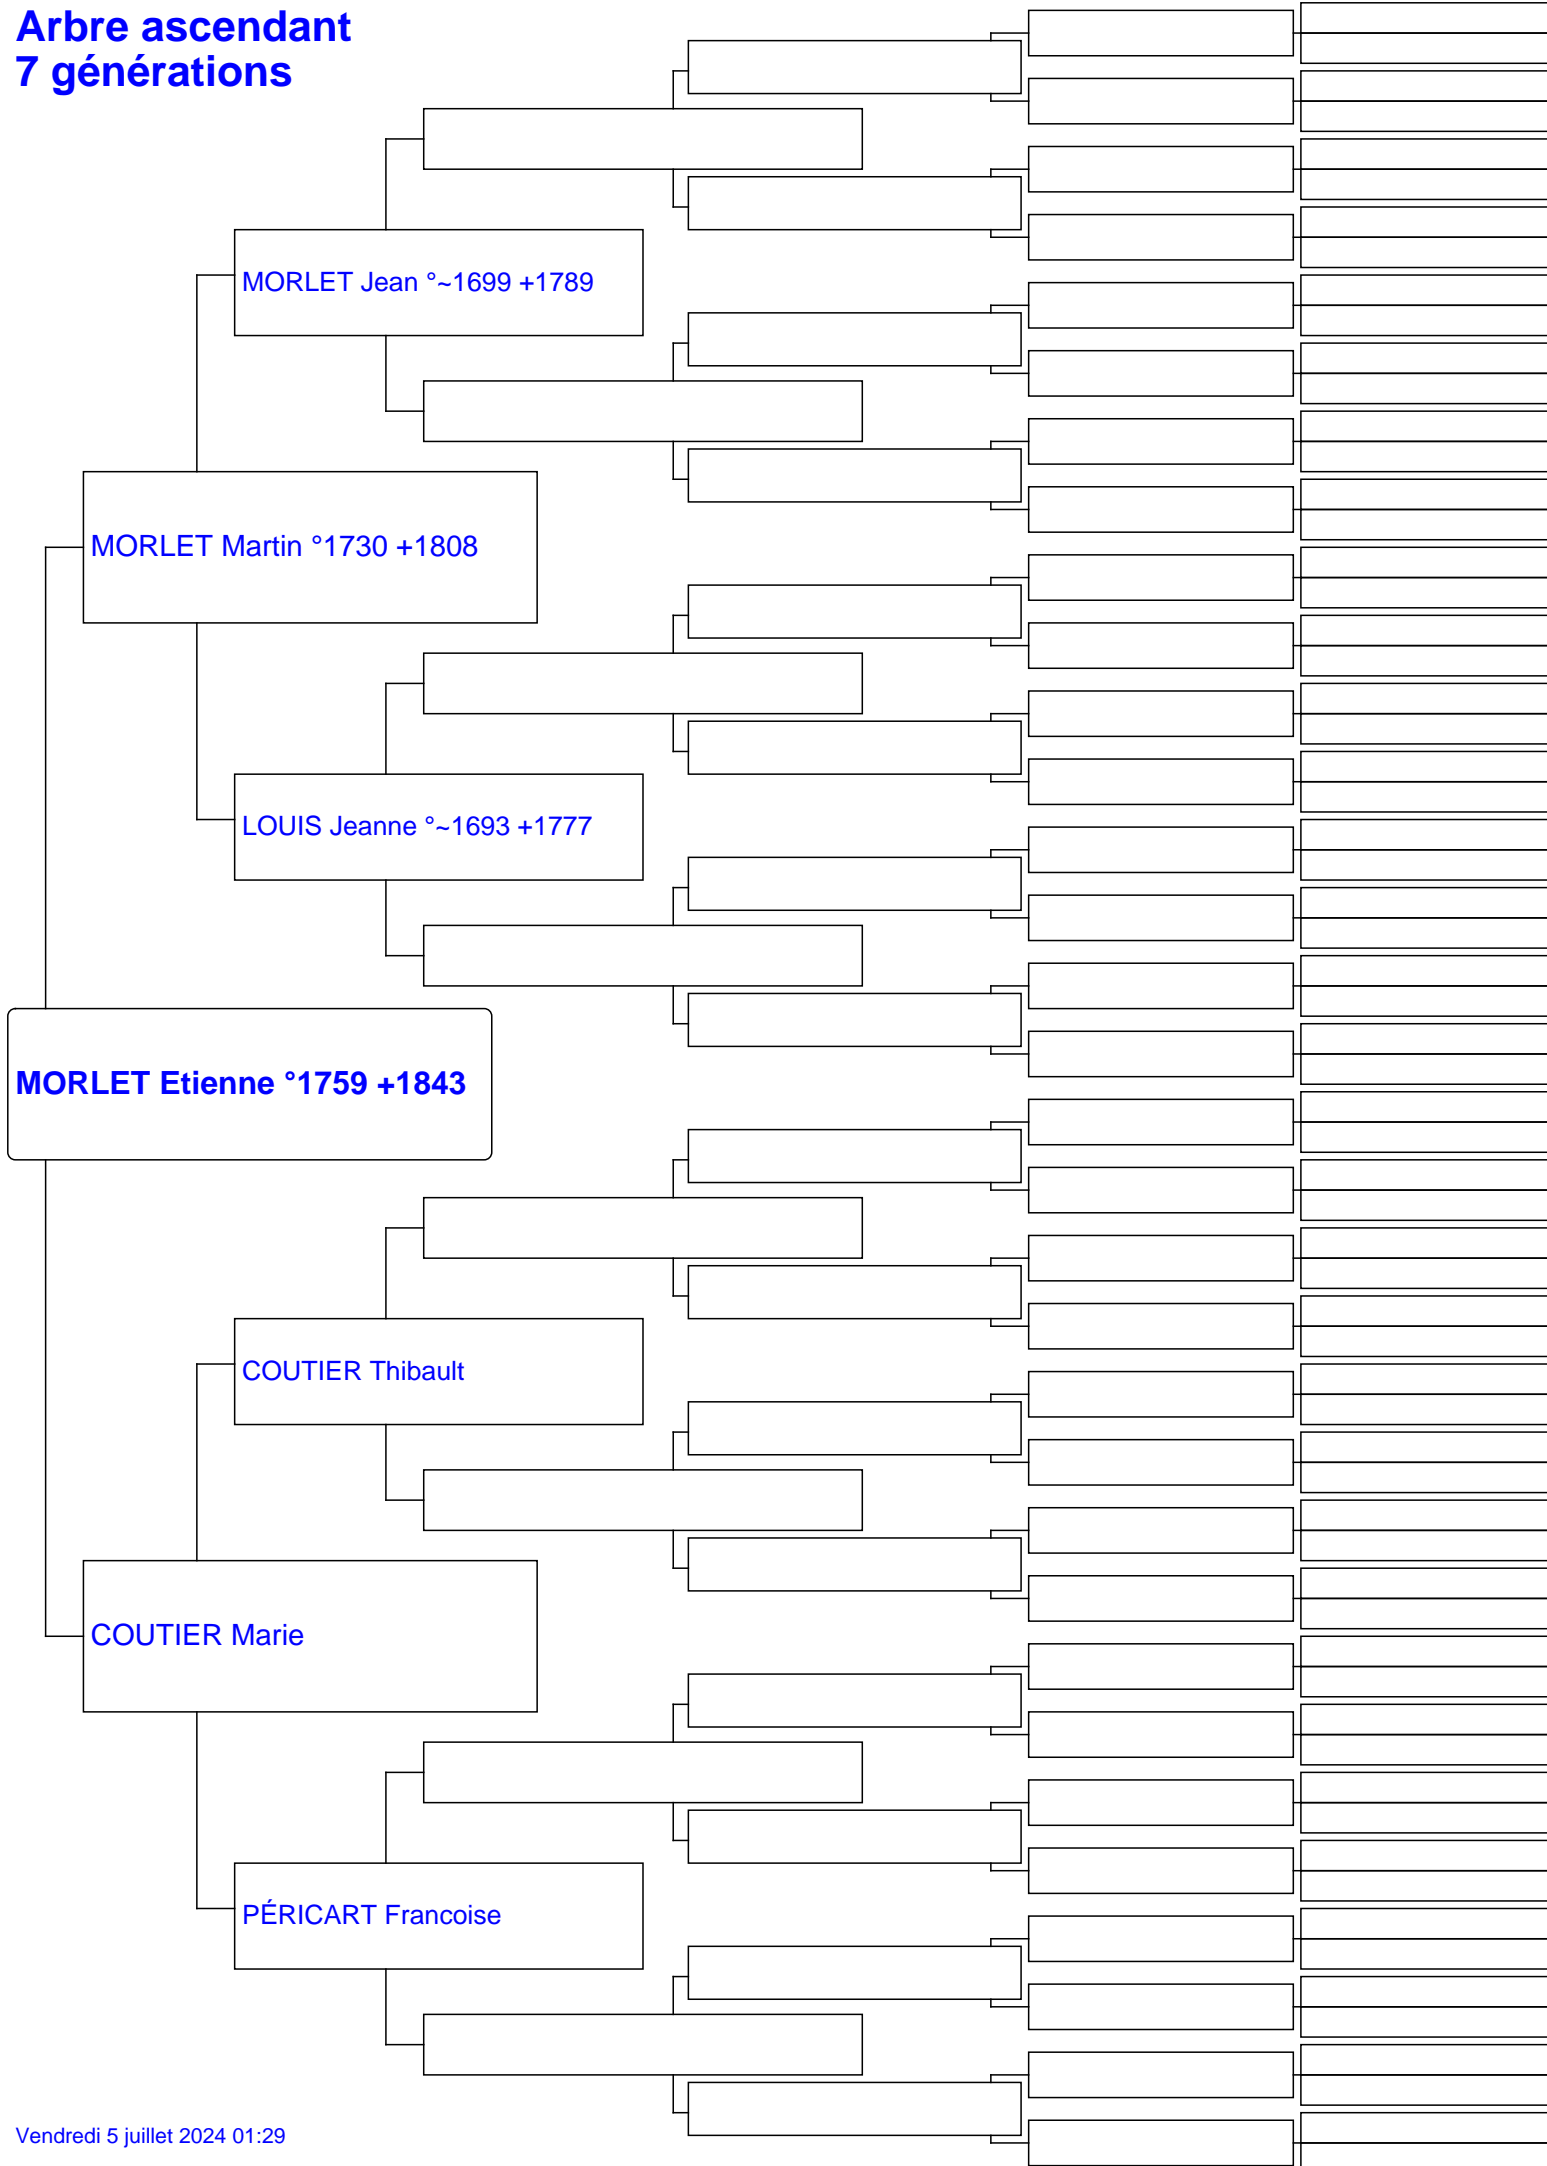 Arbre ascendant
7 générations
MORLET Jean °~1699 +1789
MORLET Martin °1730 +1808
LOUIS Jeanne °~1693 +1777
MORLET Etienne °1759 +1843
COUTIER Thibault
COUTIER Marie
PÉRICART Francoise
Vendredi 5 juillet 2024 01:29